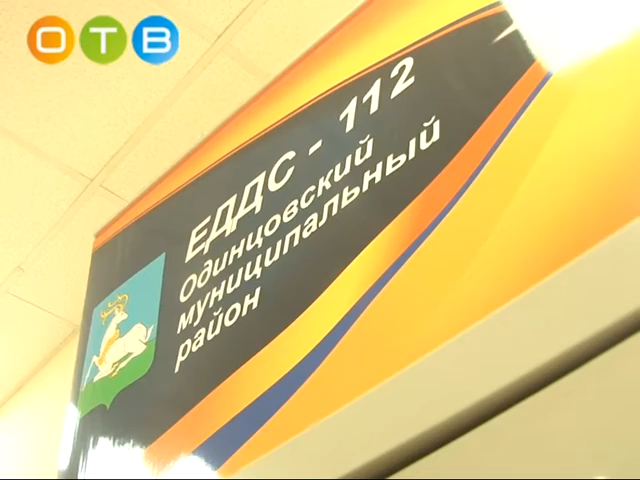 ОТВ
ЕДДС - 112
Одинцовский
муниципальный
район